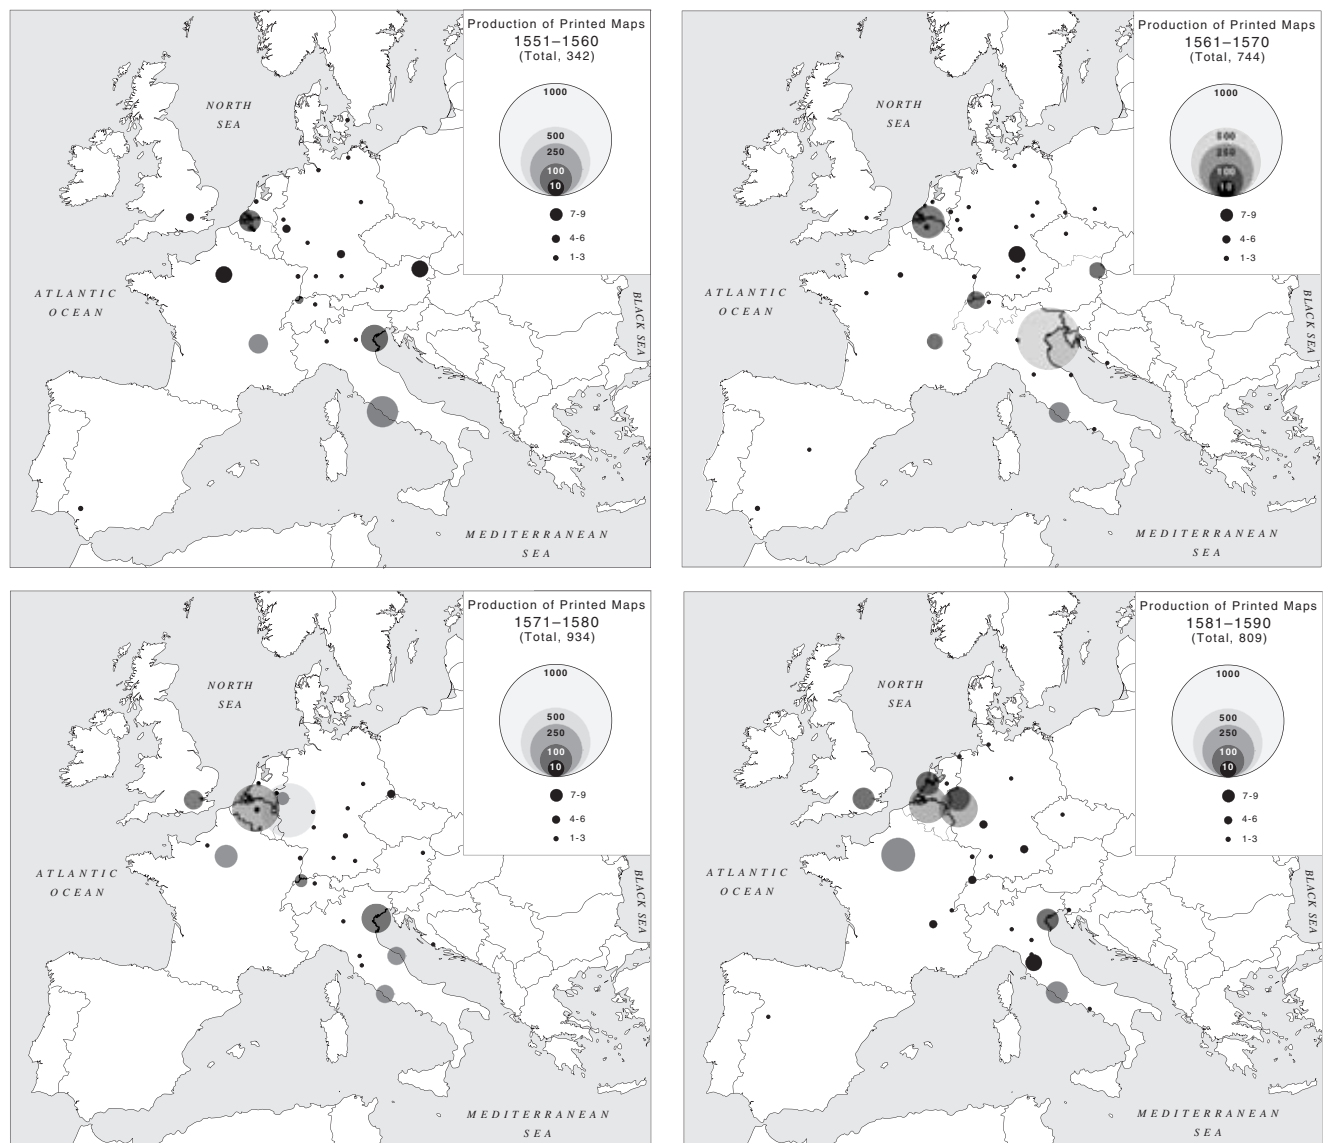 Production of Printed Maps
1551–1560
(Total, 342)
1000
500
250
100
10
7-9
4-6
1-3
NORTH
SEA
ATLANTIC
OCEAN
BLACK SEA
MEDITERRANEAN
SEA
Production of Printed Maps
1561–1570
(Total, 744)
1000
500
250
100
10
7-9
4-6
1-3
NORTH
SEA
ATLANTIC
OCEAN
BLACK SEA
MEDITERRANEAN
SEA
Production of Printed Maps
1571–1580
(Total, 934)
1000
500
250
100
10
7-9
4-6
1-3
NORTH
SEA
ATLANTIC
OCEAN
BLACK SEA
MEDITERRANEAN
SEA
Production of Printed Maps
1581–1590
(Total, 809)
1000
500
250
100
10
7-9
4-6
1-3
NORTH
SEA
ATLANTIC
OCEAN
BLACK SEA
MEDITERRANEAN
SEA